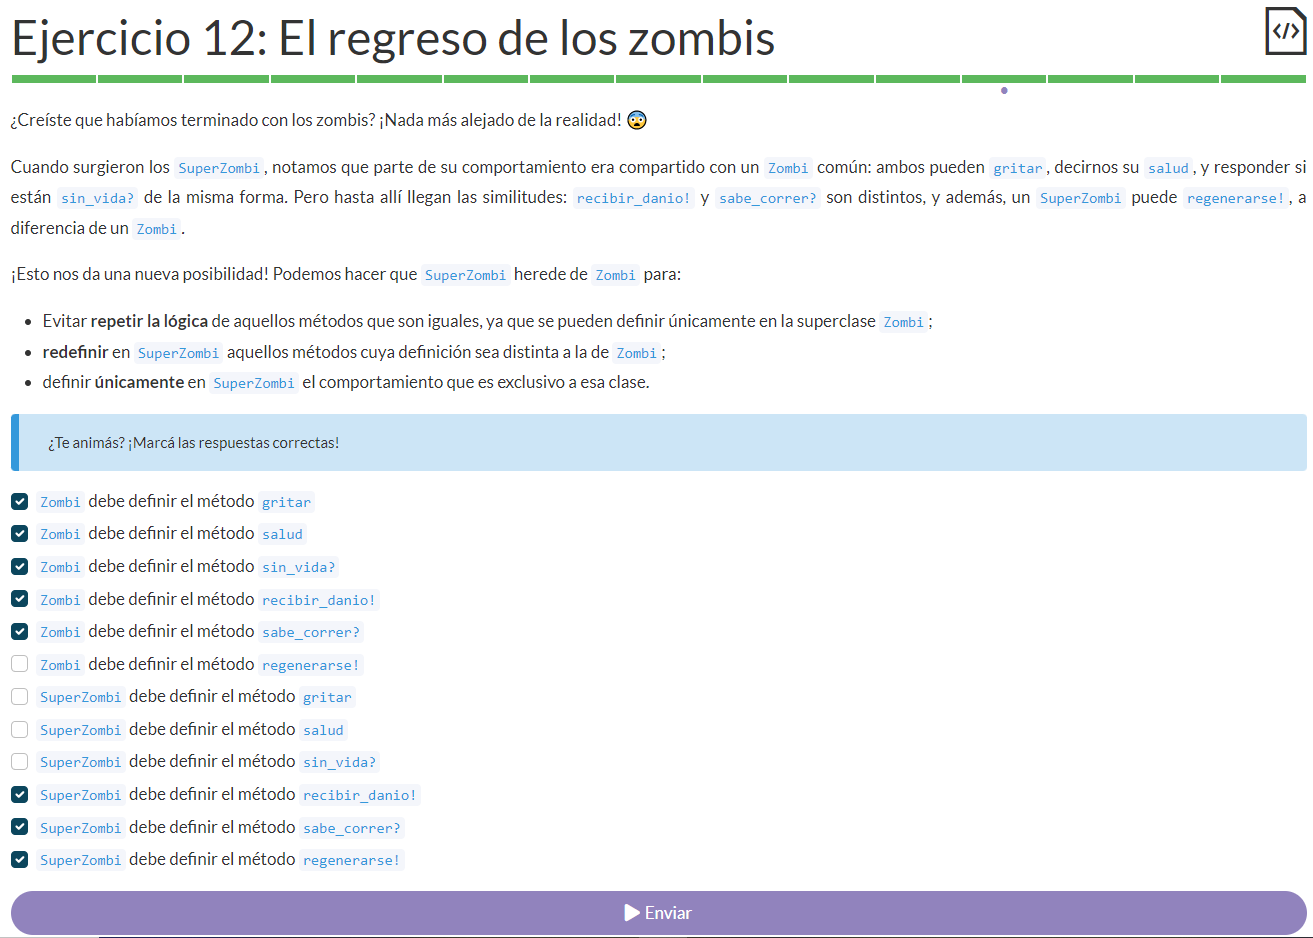 Ejercicio 12: El regreso de los zombis
</>
¿Creíste que habíamos terminado con los zombis? ¡Nada más alejado de la realidad! 😨
Cuando surgieron los SuperZombi, notamos que parte de su comportamiento era compartido con un Zombi común: ambos pueden gritar, decirnos su salud, y responder si
están sin_vida? de la misma forma. Pero hasta allí llegan las similitudes: recibir_danio! y sabe_correr? son distintos, y además, un SuperZombi puede regenerarse!, a
diferencia de un Zombi.
¡Esto nos da una nueva posibilidad! Podemos hacer que SuperZombi herede de Zombi para:
• Evitar repetir la lógica de aquellos métodos que son iguales, ya que se pueden definir únicamente en la superclase Zombi;
• redefinir en SuperZombi aquellos métodos cuya definición sea distinta a la de Zombi;
• definir únicamente en SuperZombi el comportamiento que es exclusivo a esa clase.
¿Te animás? ¡Marcá las respuestas correctas!
Zombi debe definir el método gritar
Zombi debe definir el método salud
Zombi debe definir el método sin_vida?
Zombi debe definir el método recibir_danio!
Zombi debe definir el método sabe_correr?
Zombi debe definir el método regenerarse!
SuperZombi debe definir el método gritar
SuperZombi debe definir el método salud
SuperZombi debe definir el método sin_vida?
SuperZombi debe definir el método recibir_danio!
SuperZombi debe definir el método sabe_correr?
SuperZombi debe definir el método regenerarse!
Enviar